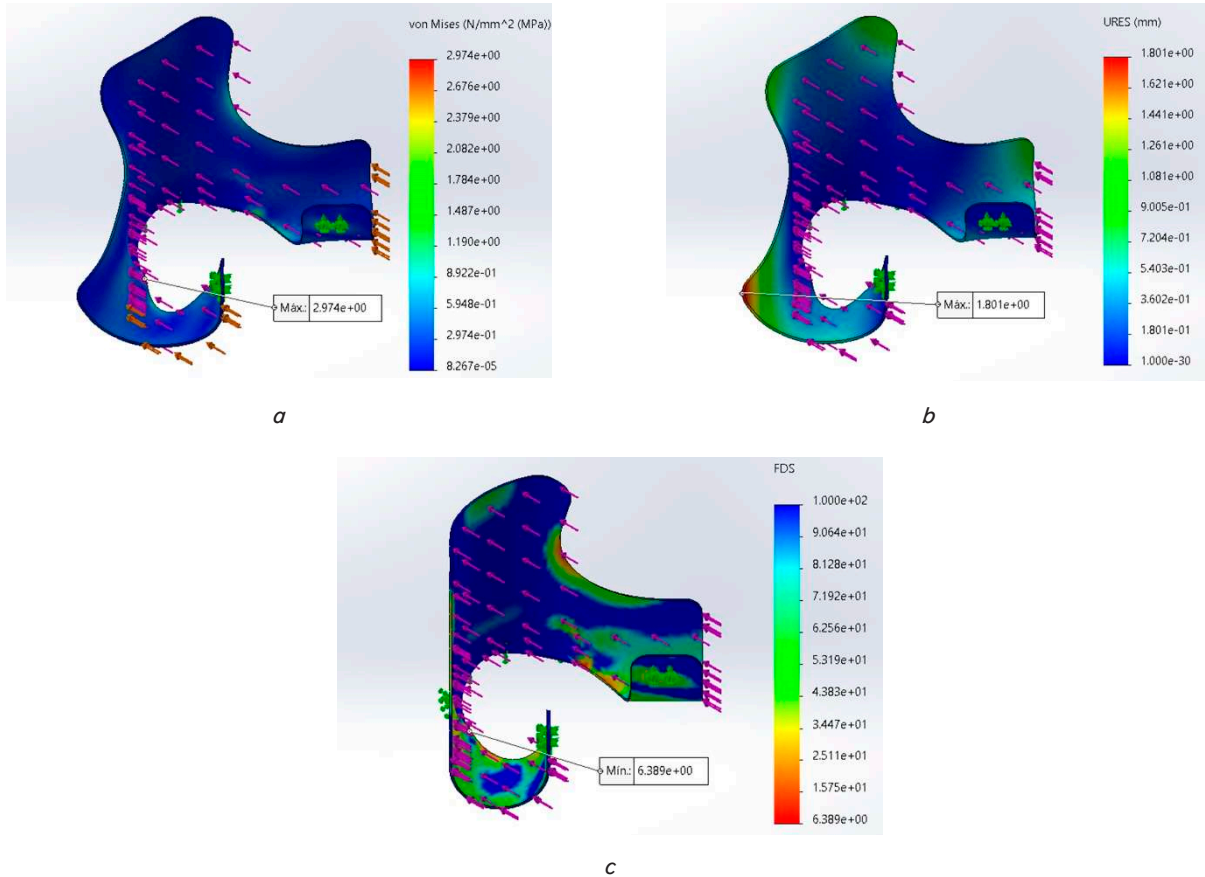 von Mises (N/mm^2 (MPa))
2.974e+00
2.676e+00
2.379e+00
2.082e+00
1.784e+00
1.487e+00
1.190e+00
8.922e-01
5.948e-01
2.974e-01
8.267e-05
Máx.: 2.974e+00
a
URES (mm)
1.801e+00
1.621e+00
1.441e+00
1.261e+00
1.081e+00
9.005e-01
7.204e-01
5.403e-01
3.602e-01
1.801e-01
1.000e-30
Máx.: 1.801e+00
b
FDS
1.000e+02
9.064e+01
8.128e+01
7.192e+01
6.256e+01
5.319e+01
4.383e+01
3.447e+01
2.511e+01
1.575e+01
6.389e+00
Mín.: 6.389e+00
c